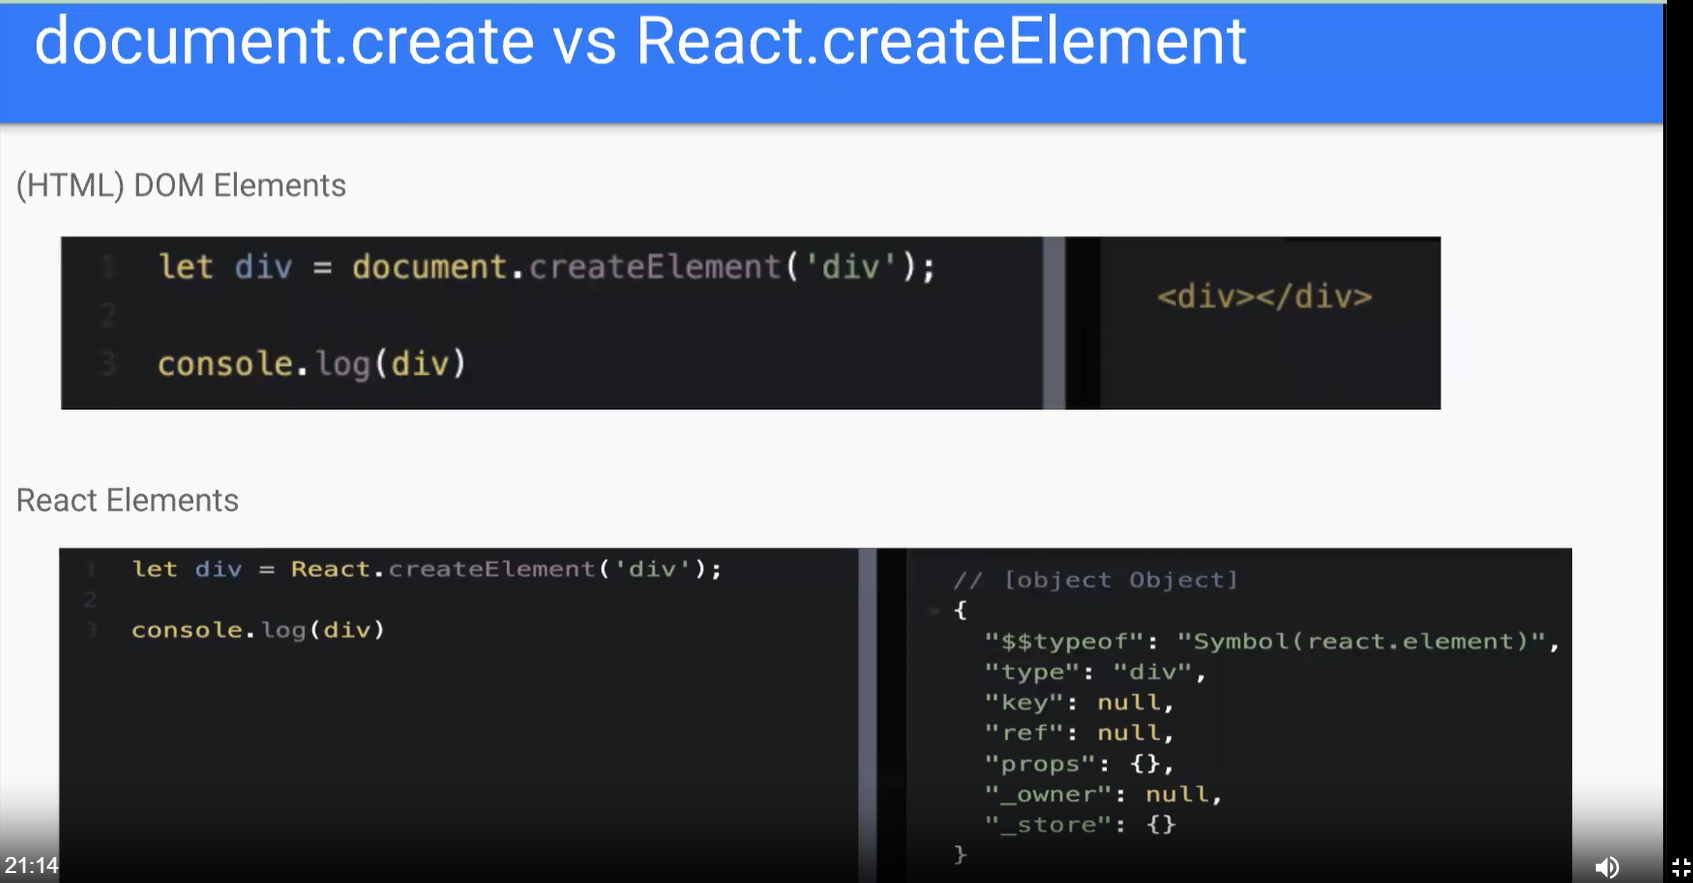 document.create vs React.createElement
(HTML) DOM Elements
1 let div = document.createElement('div');
2
3 console.log(div)
<div></div>
React Elements
1 let div = React.createElement('div');
2
3 console.log(div)
// [object Object]
{
"$$typeof": "Symbol(react.element)",
"type": "div",
"key": null,
"ref": null,
"props": {},
"_owner": null,
"_store": {}
}
21:14